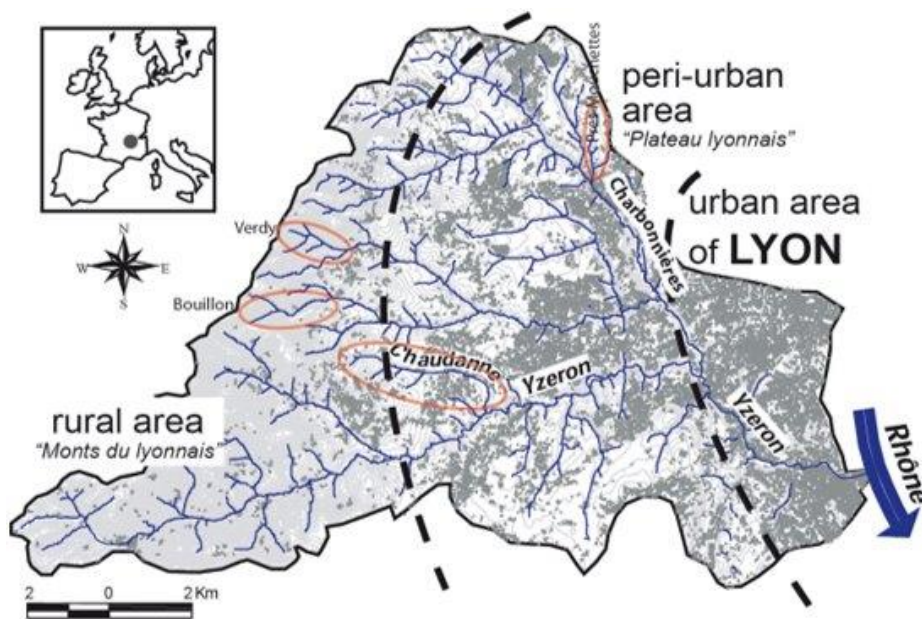 peri-urban
area
"Plateau lyonnais"
urban area
of LYON
Charbonnières
N
W E
S
Verdy
Bouillon
Chaudanne
Yzeron
Yzeron
rural area
"Monts du lyonnais"
Rhône
2 0 2 Km